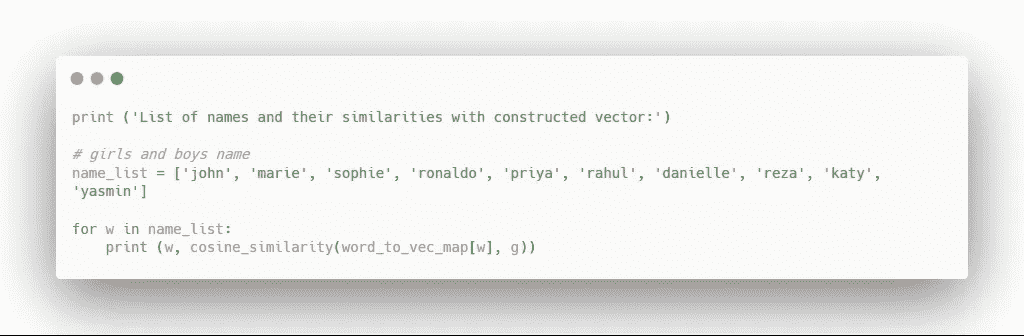 print ('List of names and their similarities with constructed vector:')
# girls and boys name
name_list = ['john', 'marie', 'sophie', 'ronaldo', 'priya', 'rahul', 'danielle', 'reza', 'katy',
'yasmin']
for w in name_list:
    print (w, cosine_similarity(word_to_vec_map[w], g))